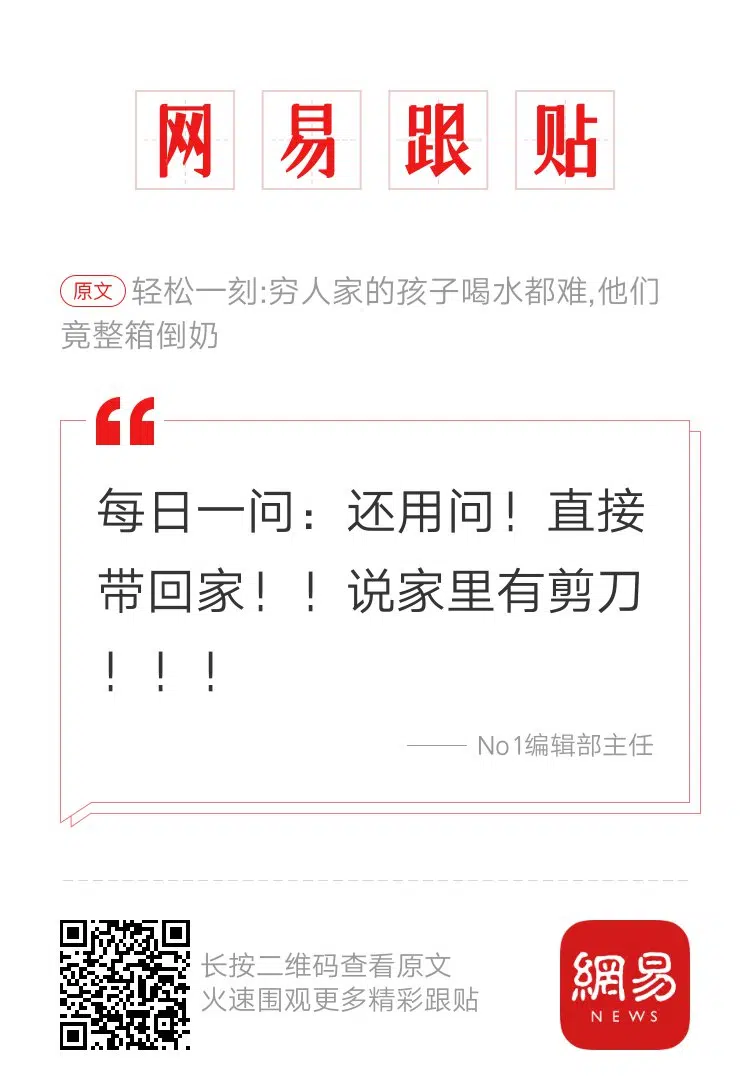 网易跟贴
原文 轻松一刻:穷人家的孩子喝水都难,他们
竟整箱倒奶
每日一问：还用问！直接
带回家！！说家里有剪刀
！！！
—— No1编辑部主任
长按二维码查看原文
火速围观更多精彩跟贴
網易
NEWS